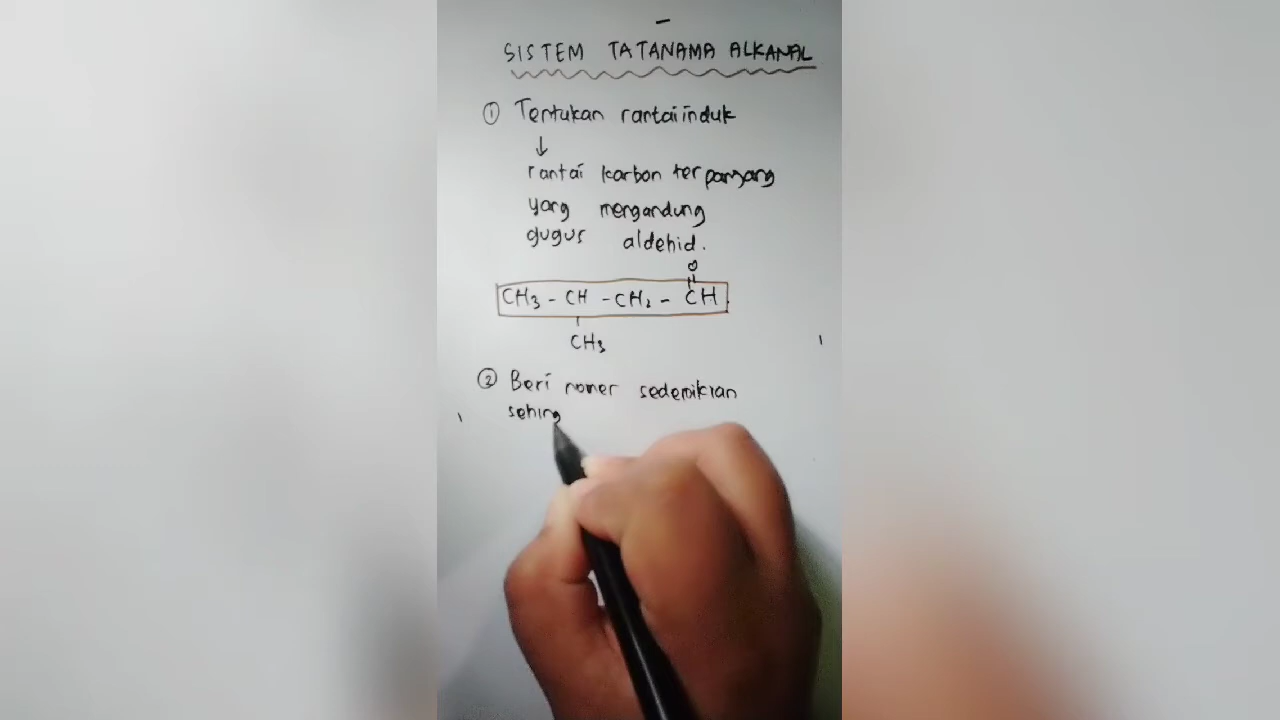 SISTEM TATANAMA ALKANAL
① Tentukan rantai induk
↓
rantai karbon terpanjang
yang mengandung
gugus aldehid.
O
CH3 - CH - CH2 - CH
CH3
② Beri nomer sedemikian
sehing